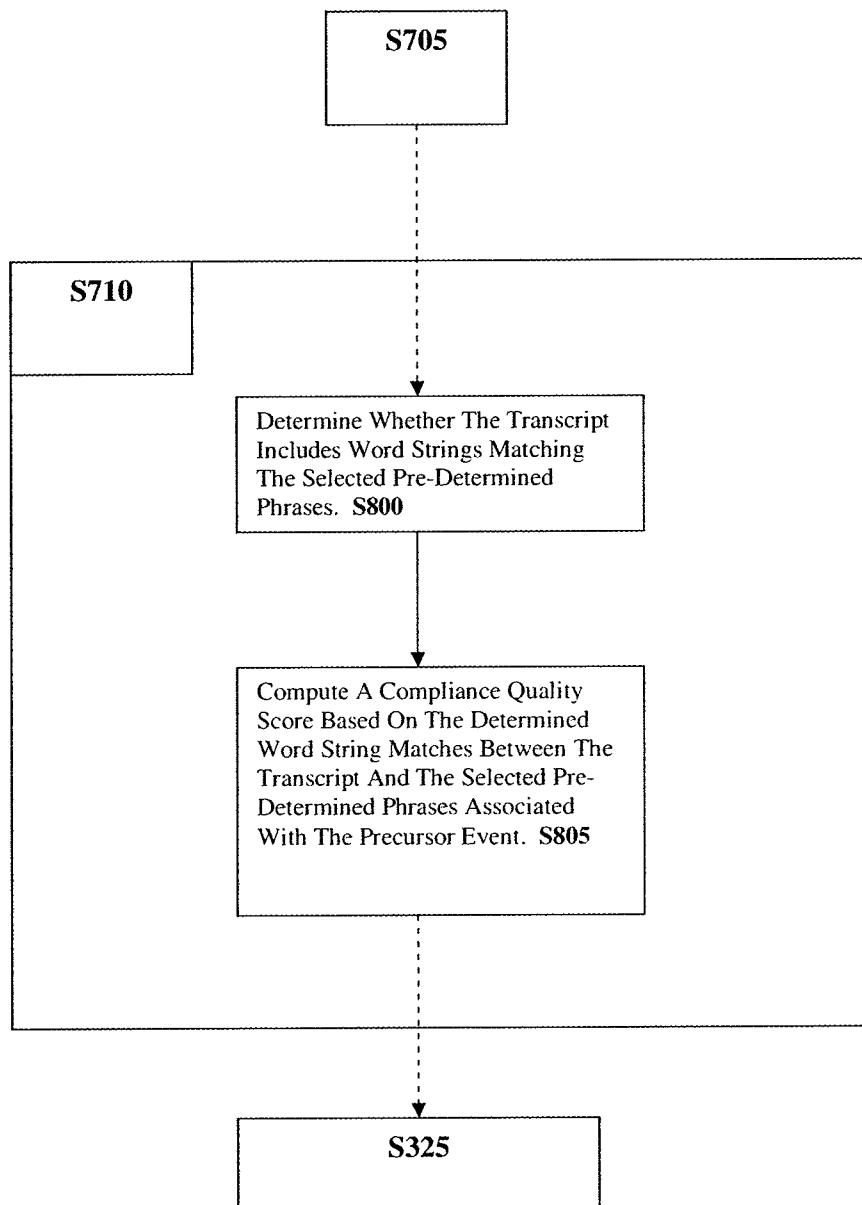 S705
S710
Determine Whether The Transcript
Includes Word Strings Matching
The Selected Pre-Determined
Phrases. S800
Compute A Compliance Quality
Score Based On The Determined
Word String Matches Between The
Transcript And The Selected Pre-
Determined Phrases Associated
With The Precursor Event. S805
S325